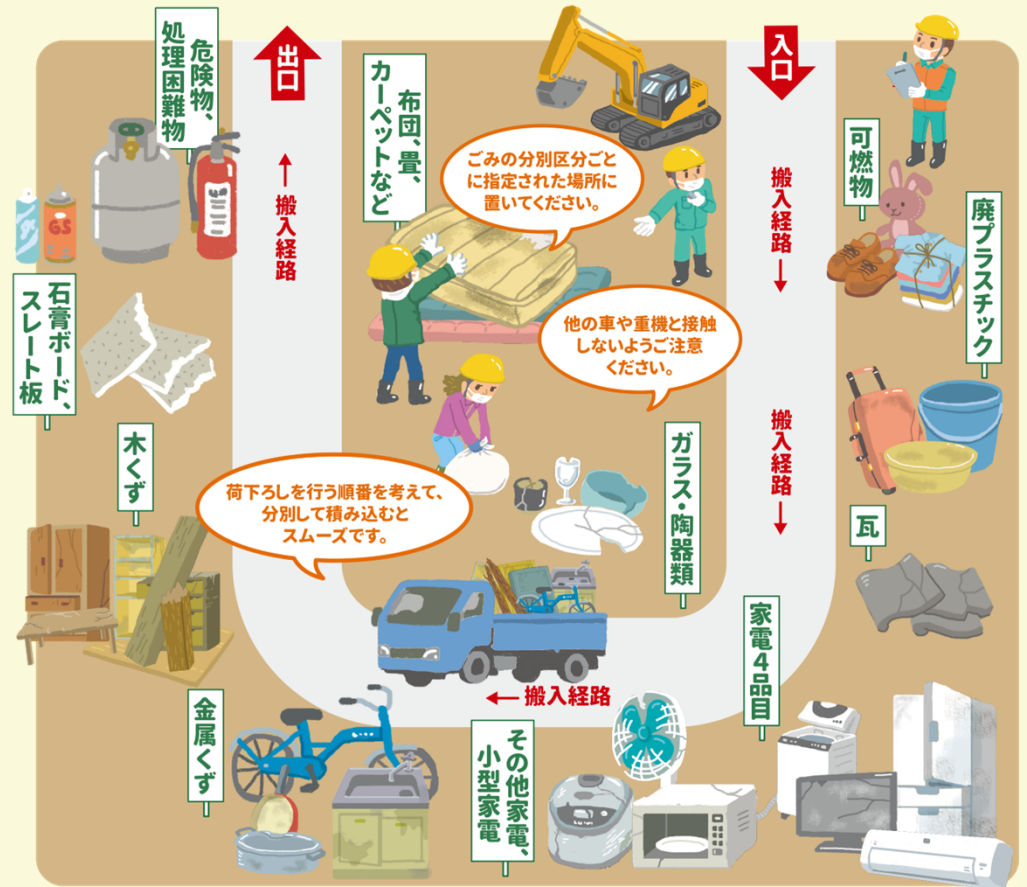 危険物、
処理困難物
出口
布団、畳、
カーペットなど
入口
可燃物
廃プラスチック
←搬入経路
搬入経路→
ごみの分別区分ごと
に指定された場所に
置いてください。
石膏ボード、
スレート板
他の車や重機と接触
しないようご注意
ください。
木くず
搬入経路→
ガラス・陶器類
荷下ろしを行う順番を考えて、
分別して積み込むと
スムーズです。
瓦
家電4品目
←搬入経路
金属くず
その他家電、
小型家電
GS